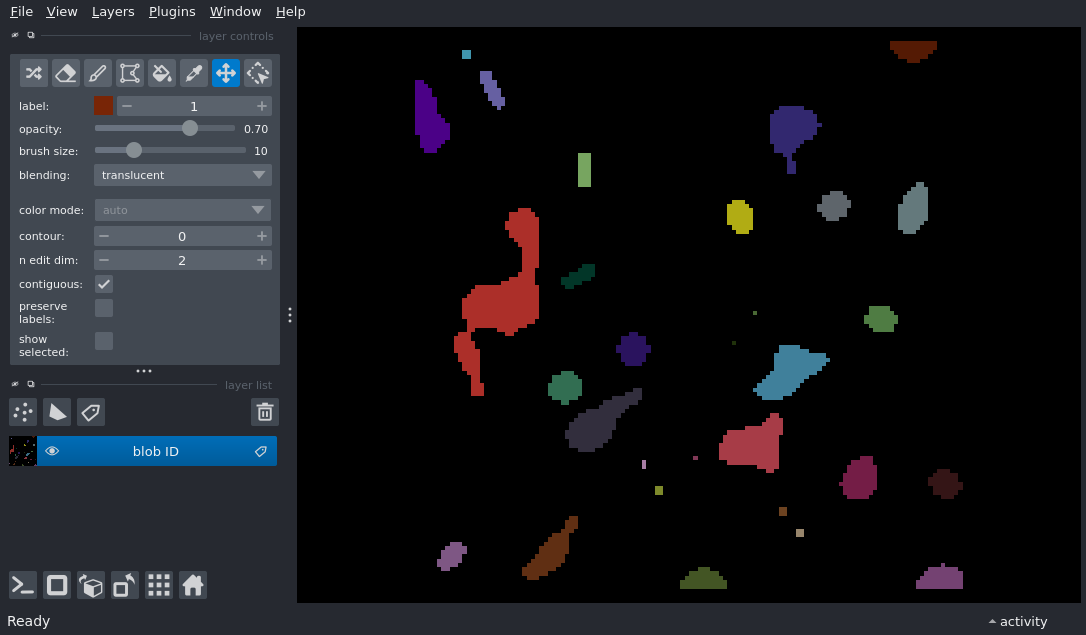 File View Layers Plugins Window Help
layer controls
label: 1
opacity: 0.70
brush size: 10
blending: translucent
color mode: auto
contour: 0
n edit dim: 2
contiguous:
preserve
labels:
show
selected:
layer list
blob ID
Ready
activity